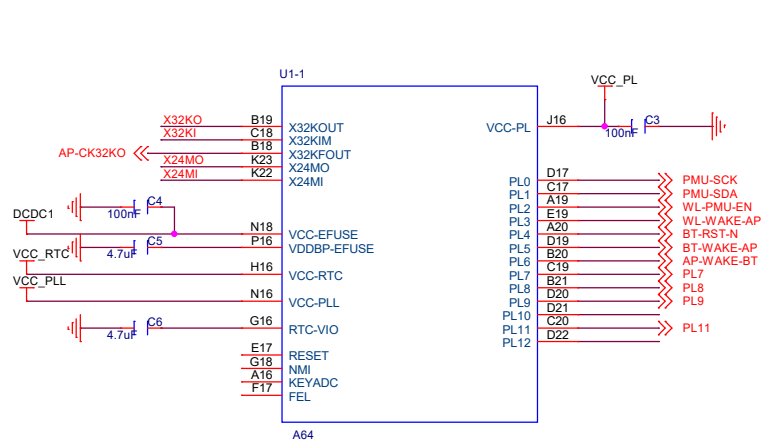 U1-1
VCC_PL
X32KO B19 X32KOUT
X32KI C18 X32KIM
AP-CK32KO B18 X32KFOUT
X24MO K23 X24MO
X24MI K22 X24MI
VCC-PL J16 C3
100nF
C4
100nF
DCDC1 N18 VCC-EFUSE
P16 VDDBP-EFUSE
C5
4.7uF
VCC_RTC H16 VCC-RTC
VCC_PLL N16 VCC-PLL
G16 RTC-VIO
C6
4.7uF
E17 RESET
G18 NMI
A16 KEYADC
F17 FEL
PL0 D17 PMU-SCK
PL1 C17 PMU-SDA
PL2 A19 WL-PMU-EN
PL3 E19 WL-WAKE-AP
PL4 A20 BT-RST-N
PL5 D19 BT-WAKE-AP
PL6 B20 AP-WAKE-BT
PL7 C19 PL7
PL8 B21 PL8
PL9 D20 PL9
PL10 D21
PL11 C20 PL11
PL12 D22
A64